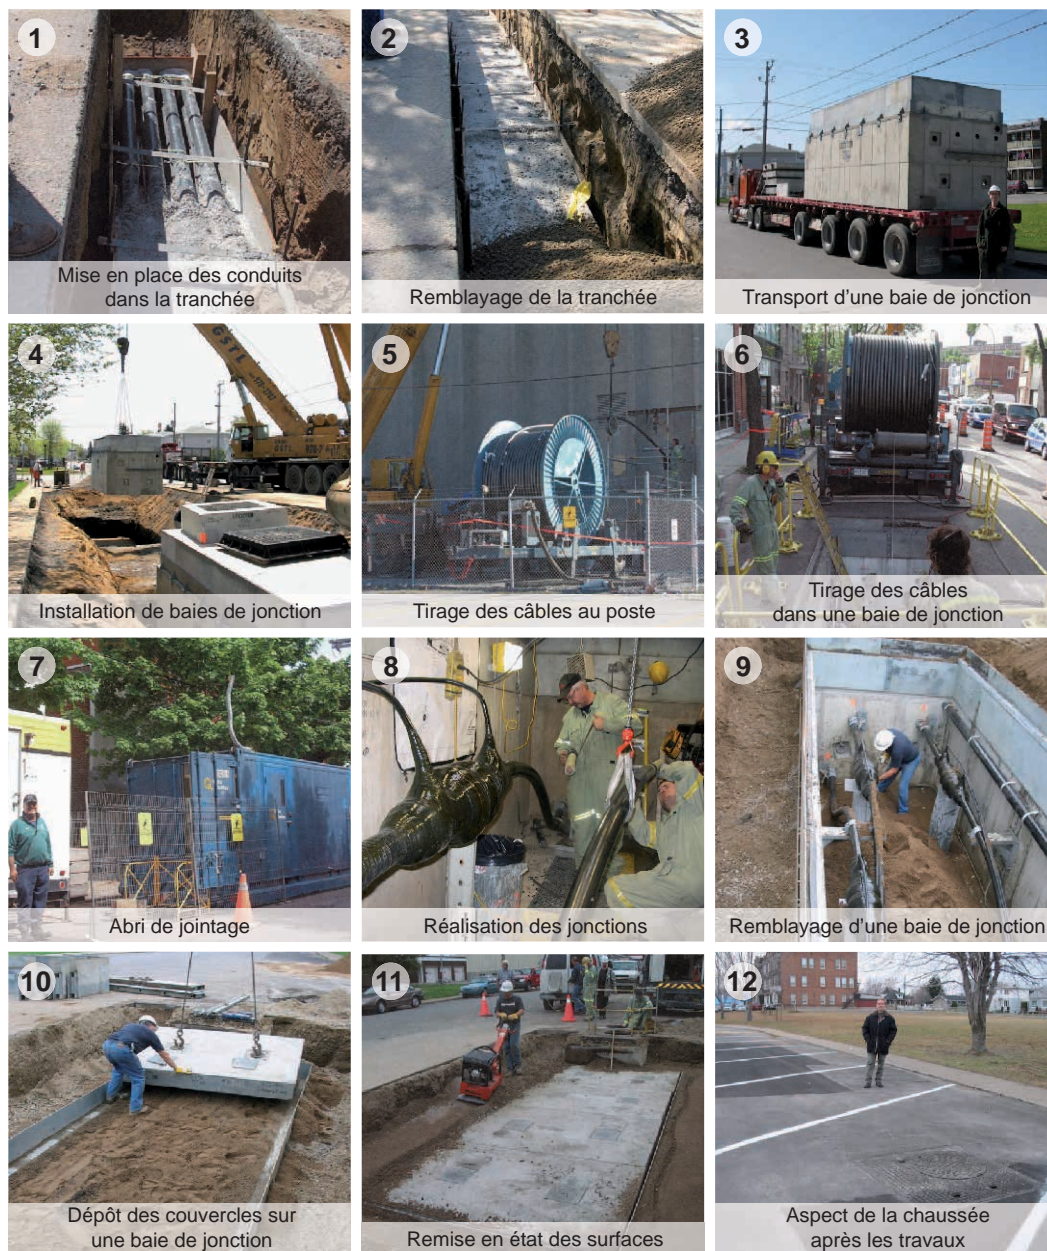 1
Mise en place des conduits
dans la tranchée
2
Remblayage de la tranchée
3
Transport d'une baie de jonction
4
GSTL
Installation de baies de jonction
5
Tirage des câbles au poste
6
Tirage des câbles
dans une baie de jonction
7
Abri de jointage
8
Réalisation des jonctions
9
Remblayage d'une baie de jonction
10
Dépôt des couvercles sur
une baie de jonction
11
Remise en état des surfaces
12
Aspect de la chaussée
après les travaux